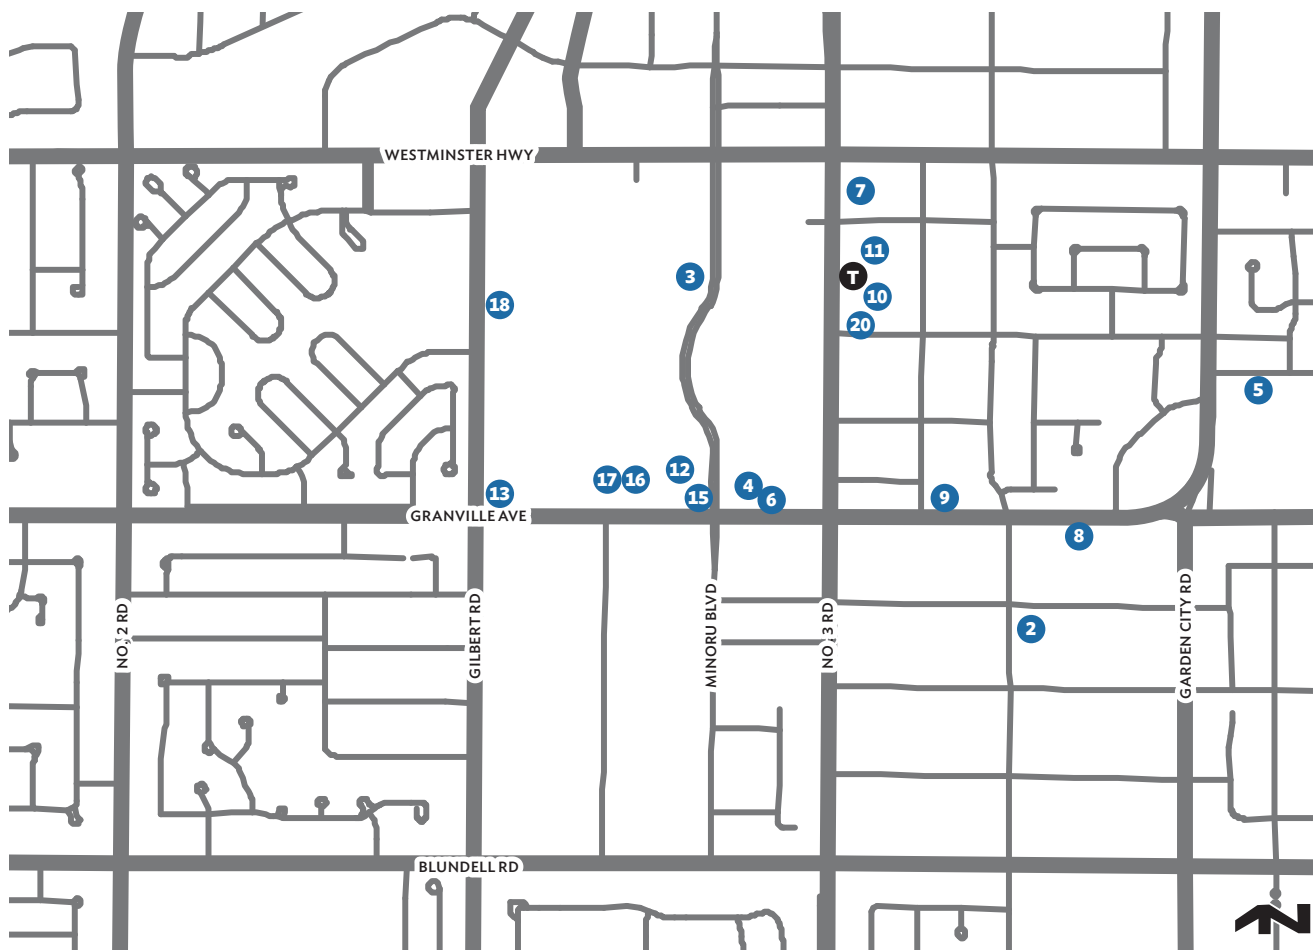 WESTMINSTER HWY
7
11
3
T
10
18
20
5
12
17
16
4
13
15
6
9
GRANVILLE AVE
8
NO. 2 RD
GILBERT RD
MINORU BLVD
NO. 3 RD
2
GARDEN CITY RD
BLUNDELL RD
N